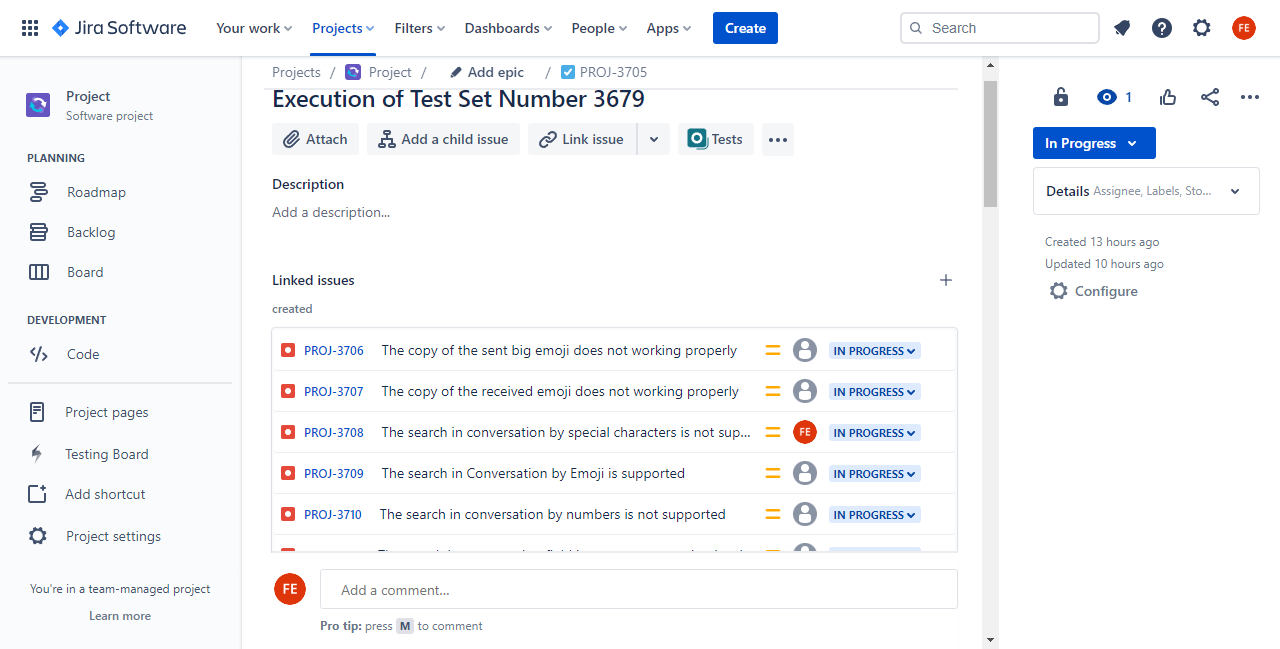 Jira Software Your work Projects Filters Dashboards People Apps Create Search FE
Project
Software project
PLANNING
Roadmap
Backlog
Board
DEVELOPMENT
Code
Project pages
Testing Board
Add shortcut
Project settings
You're in a team-managed project
Learn more
Projects / Project / Add epic / PROJ-3705
Execution of Test Set Number 3679
Attach Add a child issue Link issue Tests
Description
Add a description...
Linked issues
created
PROJ-3706 The copy of the sent big emoji does not working properly IN PROGRESS
PROJ-3707 The copy of the received emoji does not working properly IN PROGRESS
PROJ-3708 The search in conversation by special characters is not sup... FE IN PROGRESS
PROJ-3709 The search in Conversation by Emoji is supported IN PROGRESS
PROJ-3710 The search in conversation by numbers is not supported IN PROGRESS
FE Add a comment...
Pro tip: press M to comment
1
In Progress
Details Assignee, Labels, Sto...
Created 13 hours ago
Updated 10 hours ago
Configure